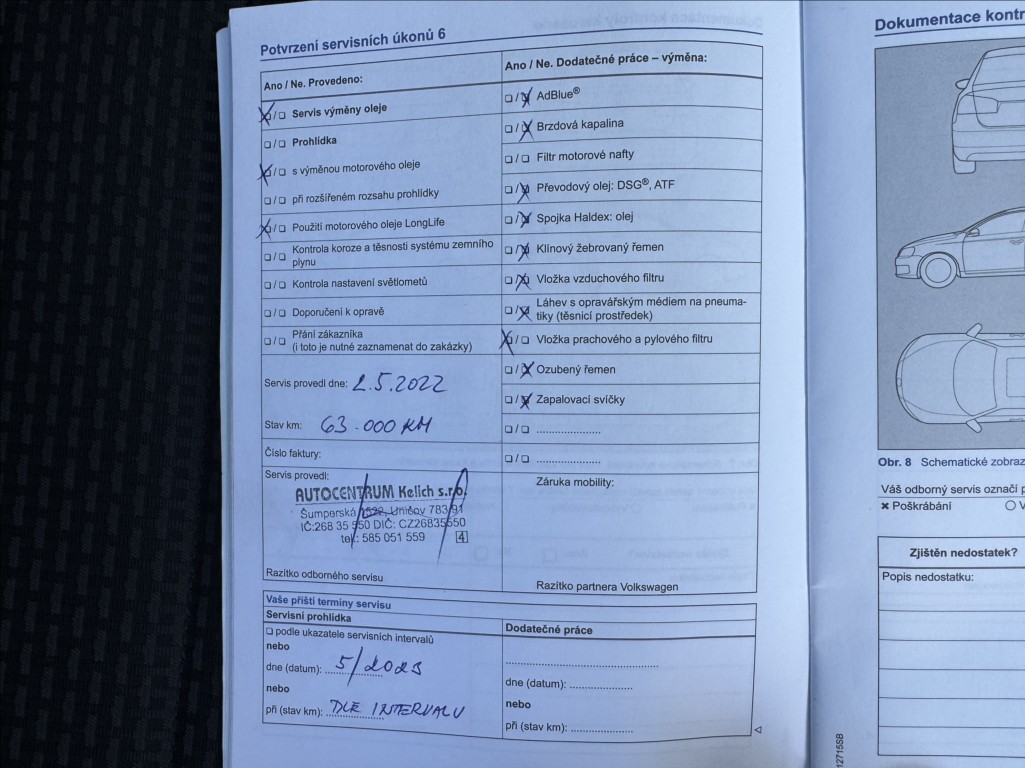 Potvrzení servisních úkonů 6
Ano / Ne. Provedeno:
❑/❑ Servis výměny oleje
❑/❑ Prohlídka
❑/❑ s výměnou motorového oleje
❑/❑ při rozšířeném rozsahu prohlídky
❑/❑ Použití motorového oleje LongLife
❑/❑ Kontrola koroze a těsnosti systému zemního
plynu
❑/❑ Kontrola nastavení světlometů
❑/❑ Doporučení k opravě
❑/❑ Přání zákazníka
(i toto je nutné zaznamenat do zakázky)
Servis provedl dne: 2.5.2022
Stav km: 63.000 KM
Číslo faktury:
Servis provedl:
AUTOCENTRUM Kelich s.r.o.
Šumperská 1522, Uničov 783 91
IČ:268 35 550 DIČ: CZ26835550
tel.: 585 051 559 4
Razítko odborného servisu
Ano / Ne. Dodatečné práce – výměna:
❑/❑ AdBlue®
❑/❑ Brzdová kapalina
❑/❑ Filtr motorové nafty
❑/❑ Převodový olej: DSG®, ATF
❑/❑ Spojka Haldex: olej
❑/❑ Klínový žebrovaný řemen
❑/❑ Vložka vzduchového filtru
❑/❑ Láhev s opravářským médiem na pneuma-
tiky (těsnicí prostředek)
❑/❑ Vložka prachového a pylového filtru
❑/❑ Ozubený řemen
❑/❑ Zapalovací svíčky
❑/❑ ......................
❑/❑ ......................
Záruka mobility:
Razítko partnera Volkswagen
Vaše příští termíny servisu
Servisní prohlídka
❑ podle ukazatele servisních intervalů
nebo
dne (datum): 5/2023
nebo
při (stav km): DLE INTERVALU
Dodatečné práce
......................................................
dne (datum): ......................
nebo
při (stav km): ......................
Dokumentace kontr
Obr. 8 Schematické zobraz
Váš odborný servis označí p
✖ Poškrábání
Zjištěn nedostatek?
Popis nedostatku:
12715SB